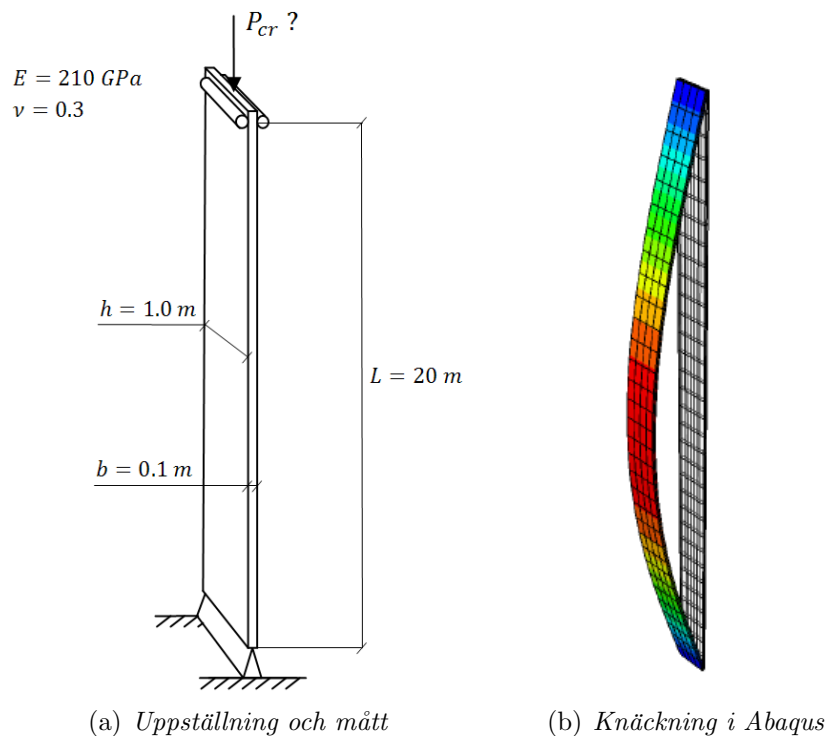 P_cr ?
E = 210 GPa
ν = 0.3
h = 1.0 m
L = 20 m
b = 0.1 m
(a) Uppställning och mått
(b) Knäckning i Abaqus